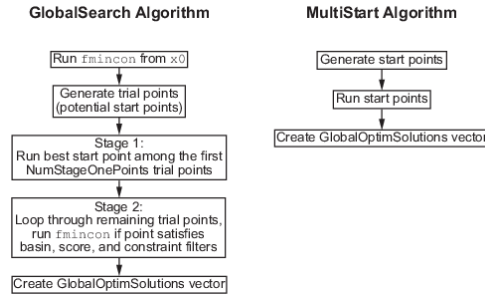 GlobalSearch Algorithm
Run fmincon from x0
Generate trial points
(potential start points)
Stage 1:
Run best start point among the first
NumStageOnePoints trial points
Stage 2:
Loop through remaining trial points,
run fmincon if point satisfies
basin, score, and constraint filters
Create GlobalOptimSolutions vector
MultiStart Algorithm
Generate start points
Run start points
Create GlobalOptimSolutions vector